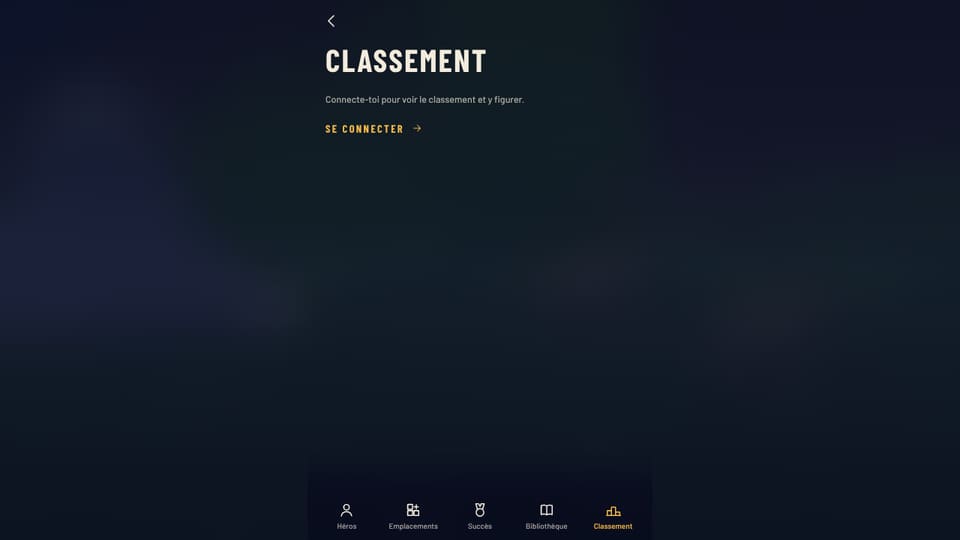 CLASSEMENT
Connecte-toi pour voir le classement et y figurer.
SE CONNECTER →
Héros
Emplacements
Succès
Bibliothèque
Classement